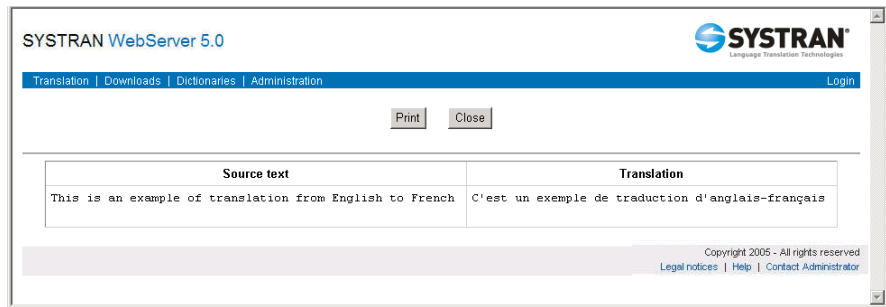 SYSTRAN WebServer 5.0
SYSTRAN®
Language Translation Technologies
Translation | Downloads | Dictionaries | Administration
Login
Print Close
Source text Translation
This is an example of translation from English to French C'est un exemple de traduction d'anglais-français
Copyright 2005 - All rights reserved
Legal notices | Help | Contact Administrator